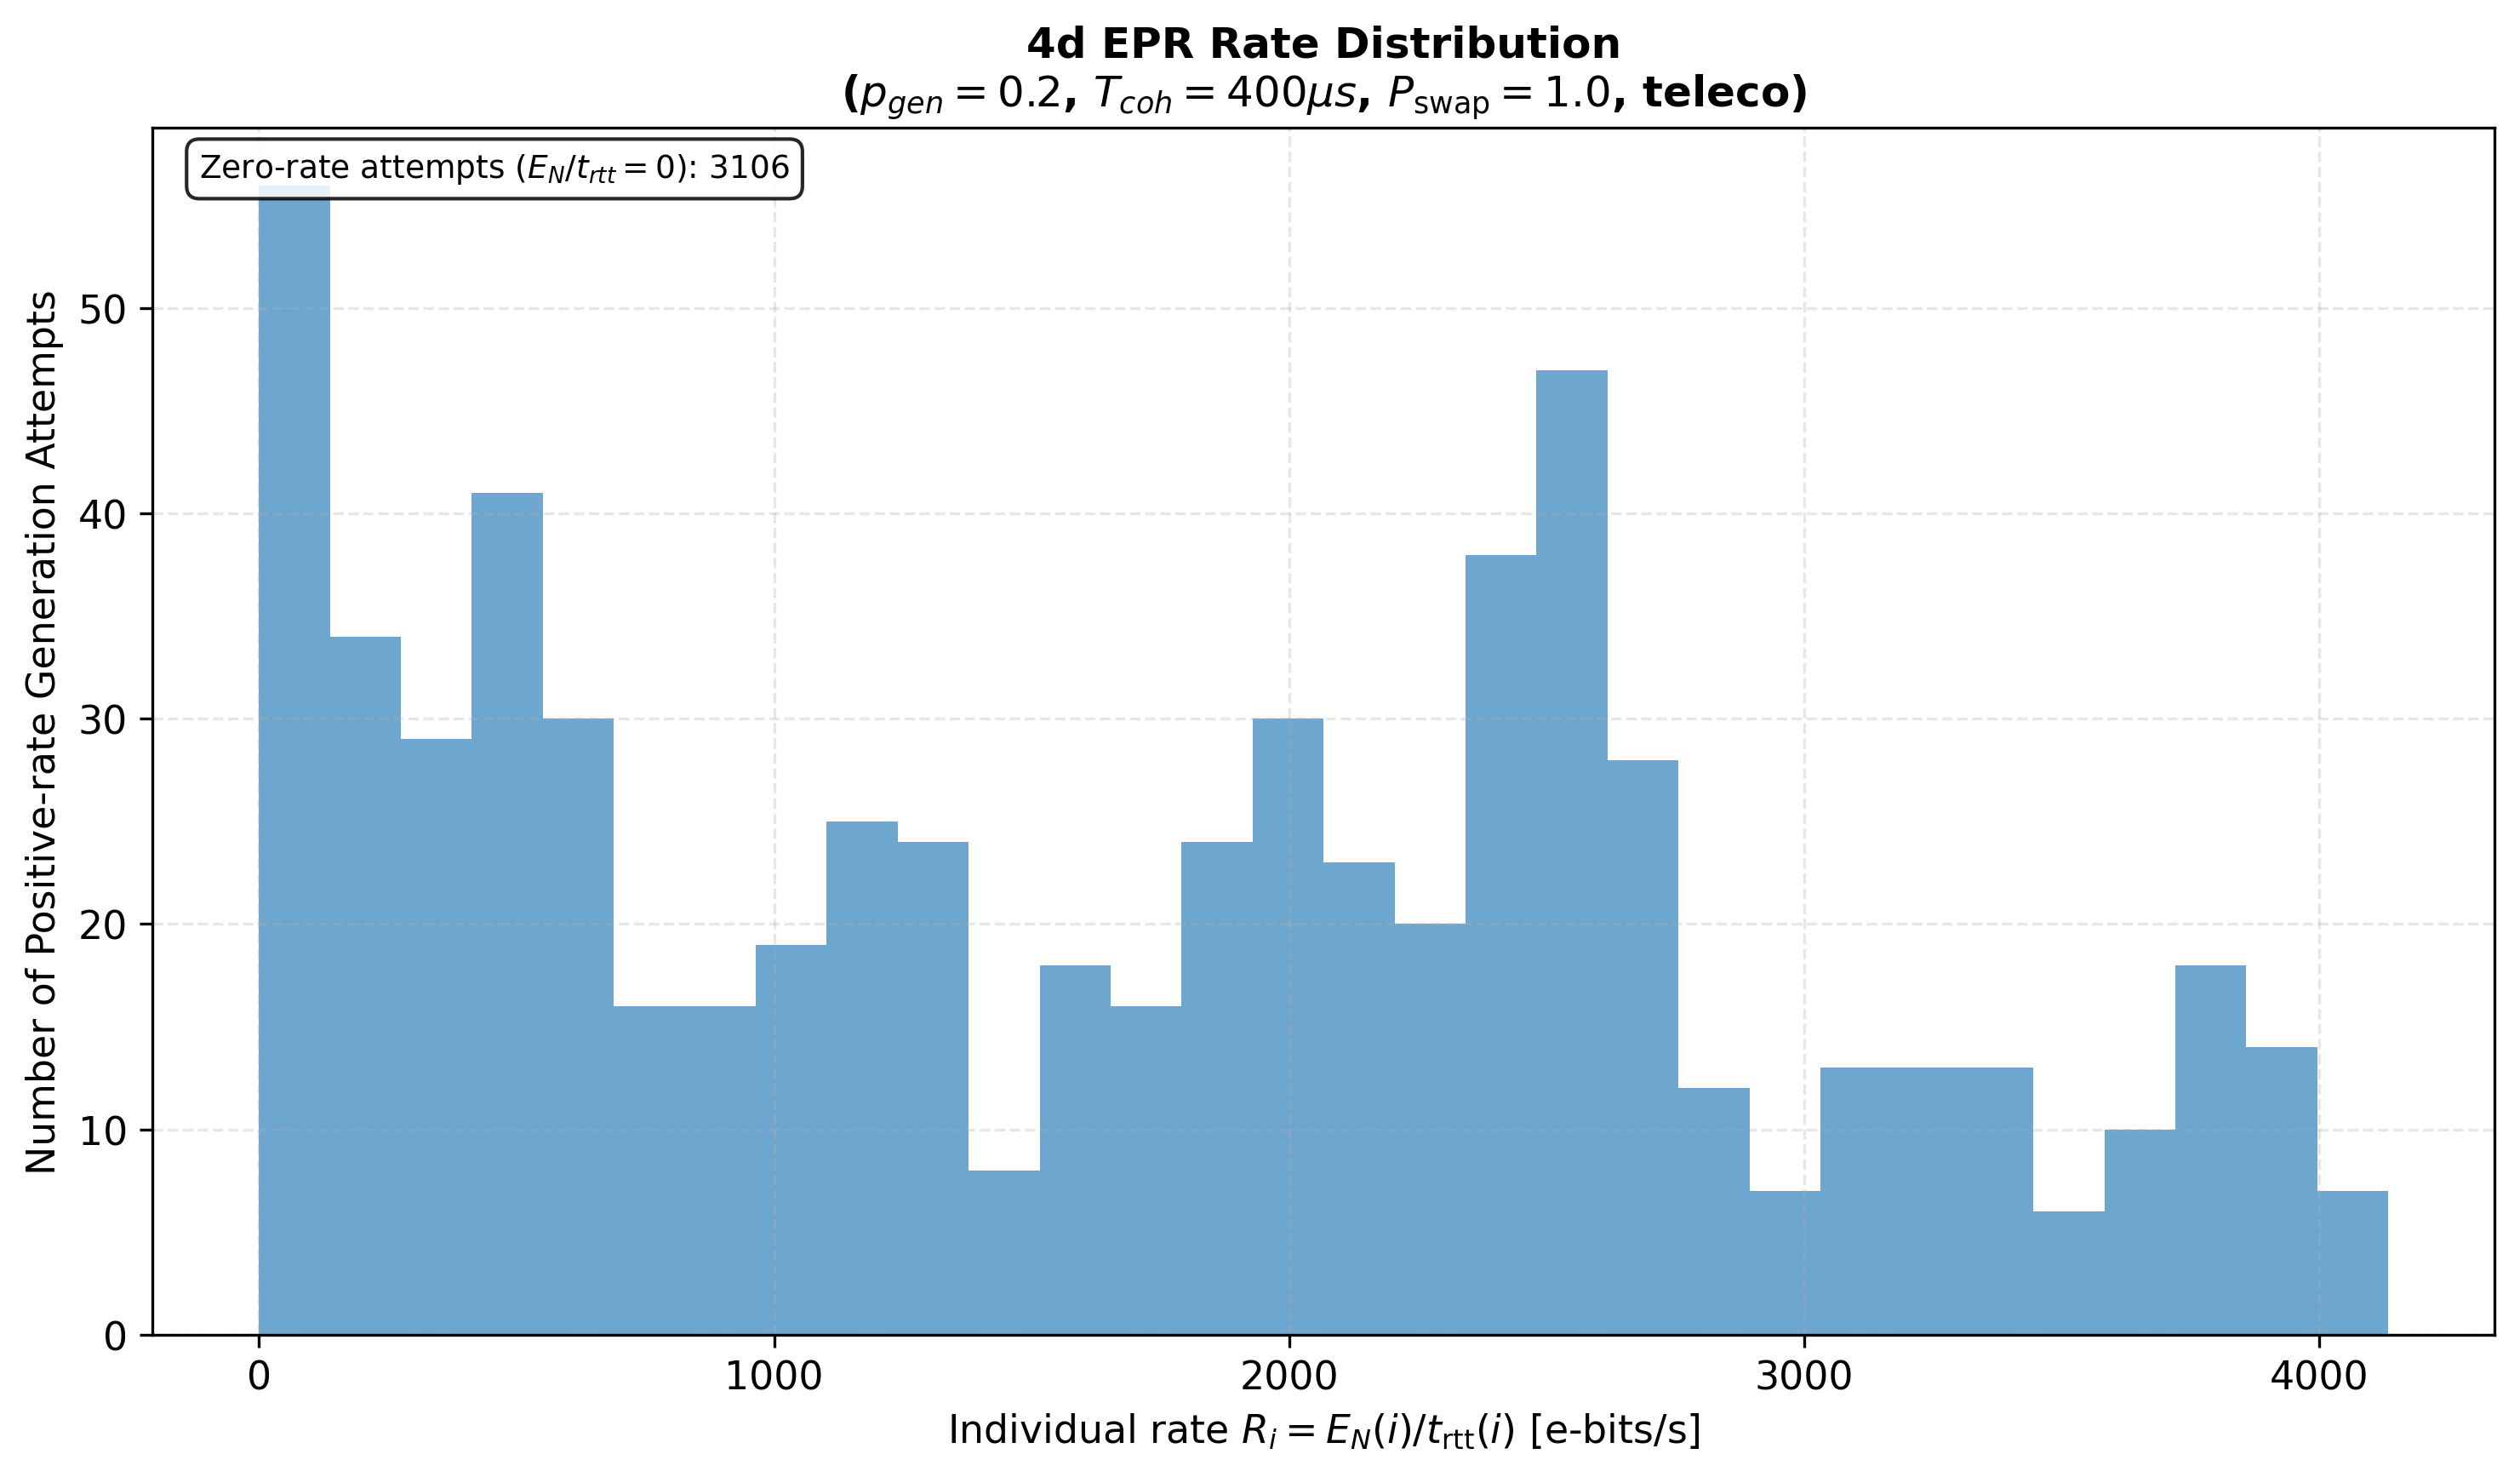 4d EPR Rate Distribution
(p_gen = 0.2, T_coh = 400μs, P_swap = 1.0, teleco)
Zero-rate attempts (E_N/t_rtt = 0): 3106
Number of Positive-rate Generation Attempts
50
40
30
20
10
0
0 1000 2000 3000 4000
Individual rate R_i = E_N(i)/t_rtt(i) [e-bits/s]